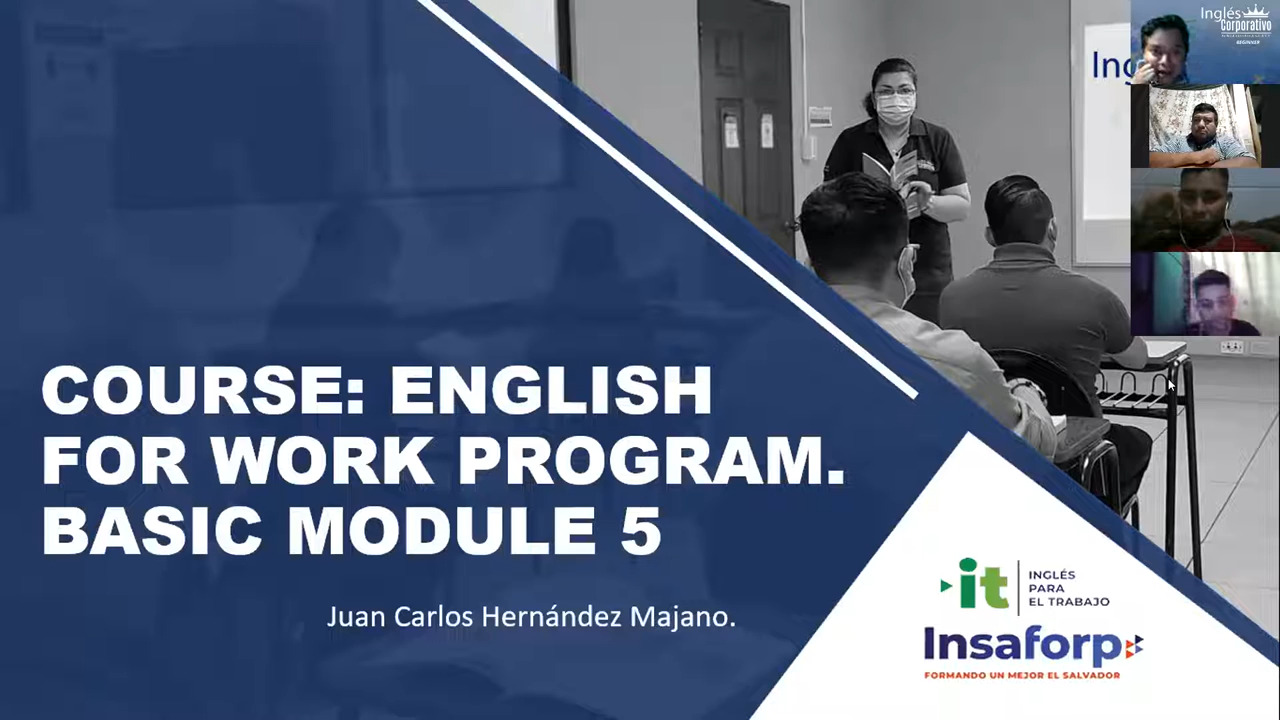 COURSE: ENGLISH
FOR WORK PROGRAM.
BASIC MODULE 5
Juan Carlos Hernández Majano.
it
INGLÉS
PARA
EL TRABAJO
Insaforp
FORMANDO UN MEJOR EL SALVADOR
Ing
Inglés
Corporativo
BEGINNER